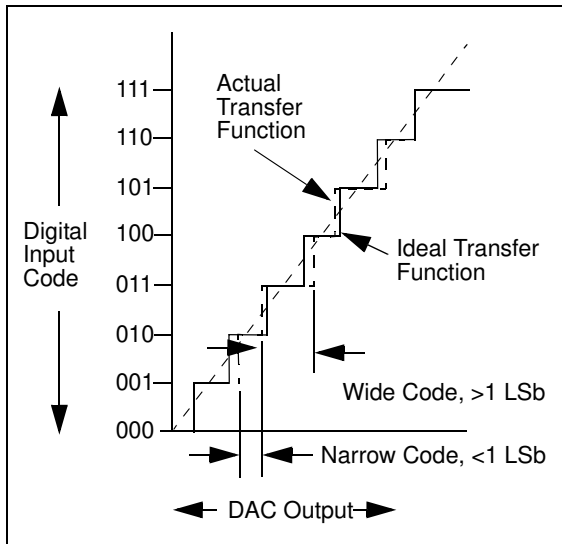 111
110
101
100
011
010
001
000
Digital
Input
Code
Actual
Transfer
Function
Ideal Transfer
Function
Wide Code, >1 LSb
Narrow Code, <1 LSb
DAC Output